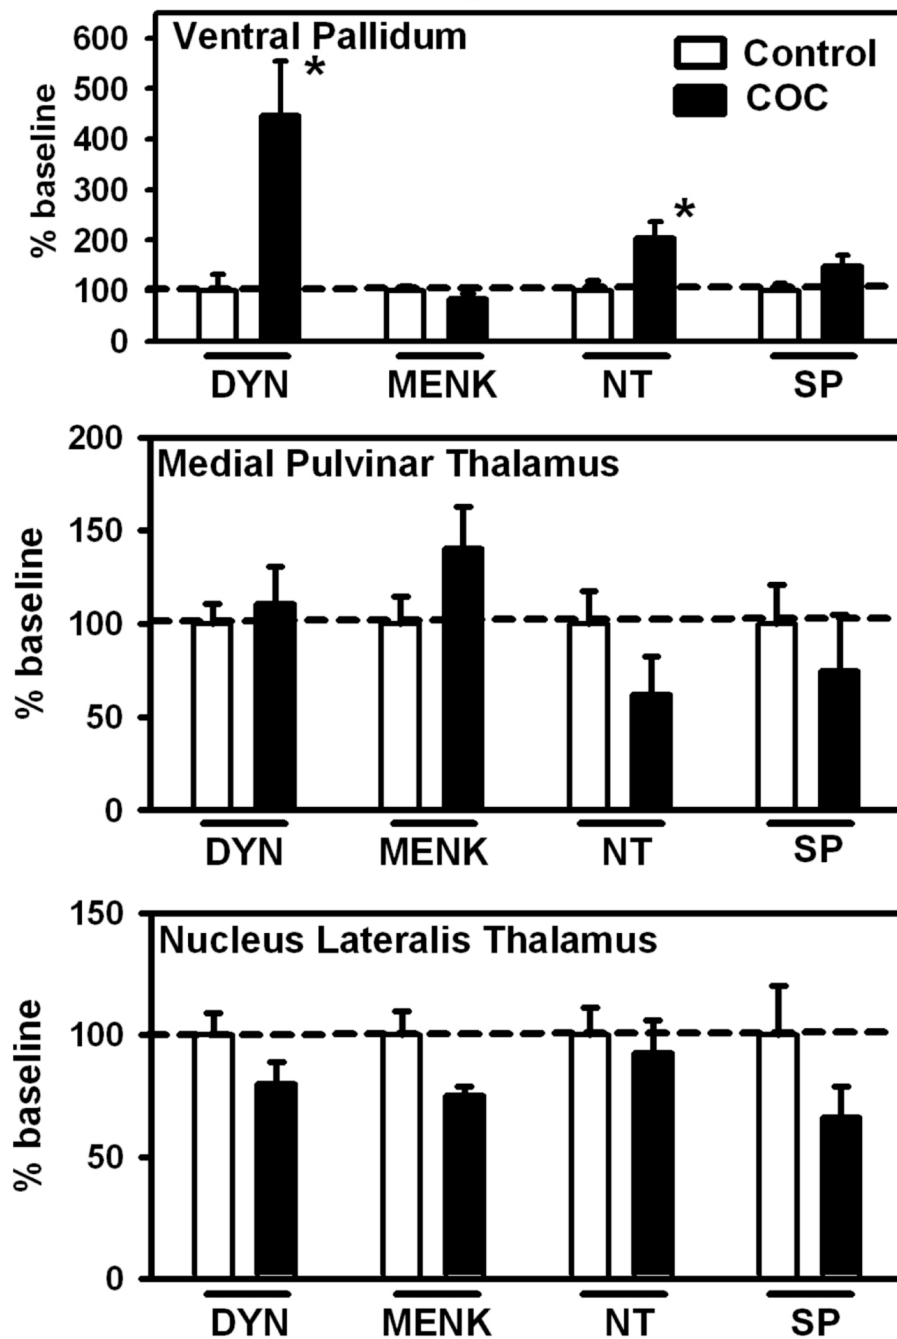 Ventral Pallidum
Control
COC
*
*
% baseline
600
500
400
300
200
100
0
DYN MENK NT SP
Medial Pulvinar Thalamus
% baseline
200
150
100
50
0
DYN MENK NT SP
Nucleus Lateralis Thalamus
% baseline
150
100
50
0
DYN MENK NT SP